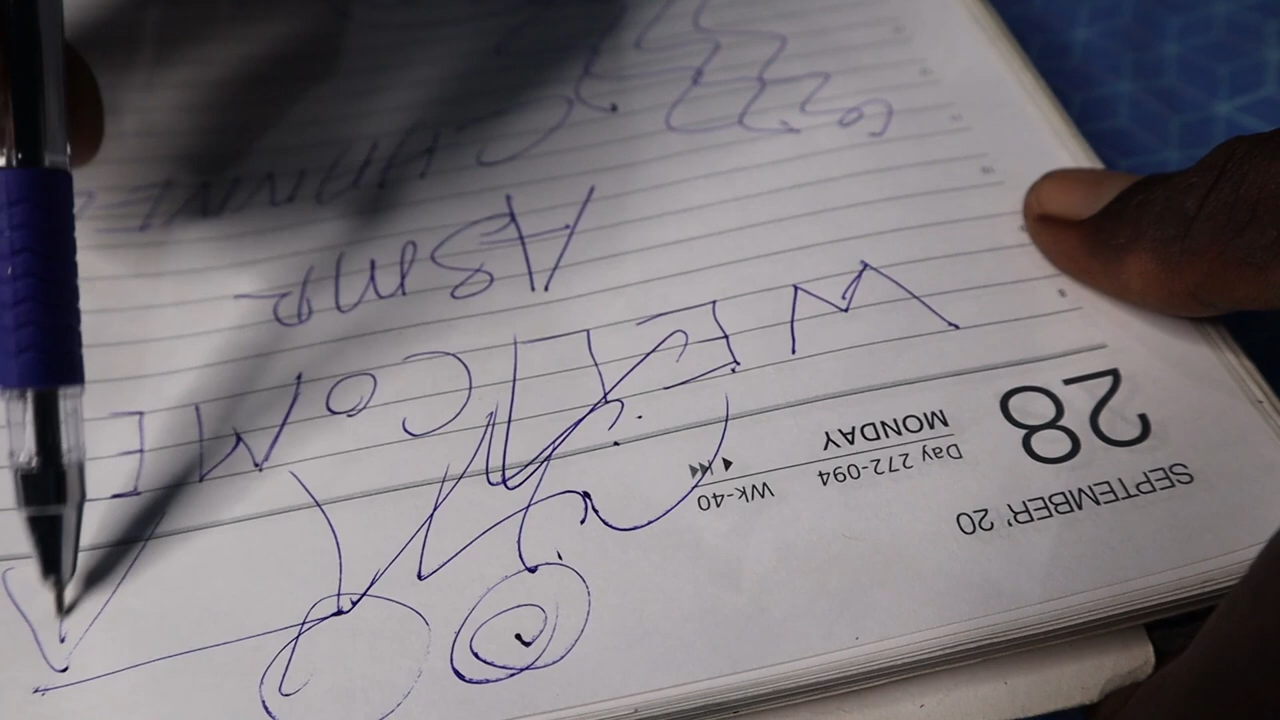 SEPTEMBER' 20
28
Day 272-094
MONDAY
Wk-40
WELCOME
ASMR
CHANNEL